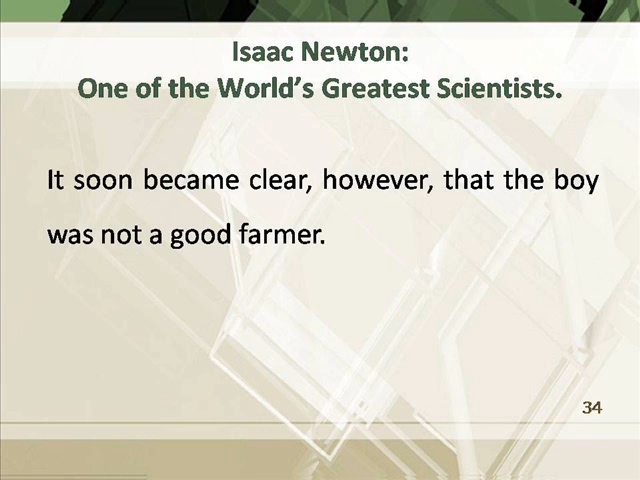 Isaac Newton:
One of the World's Greatest Scientists.
It soon became clear, however, that the boy
was not a good farmer.
34